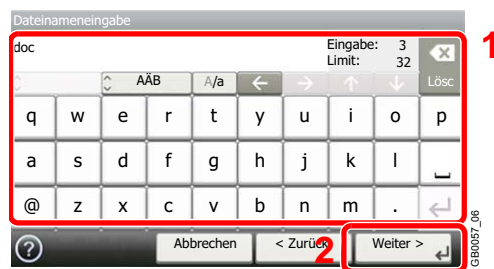 Dateinameneingabe
1
doc
Eingabe: 3
Limit: 32
AÄB A/a Lösc
q w e r t y u i o p
a s d f g h j k l
@ z x c v b n m .
2
Abbrechen < Zurück Weiter >
GB0057_06